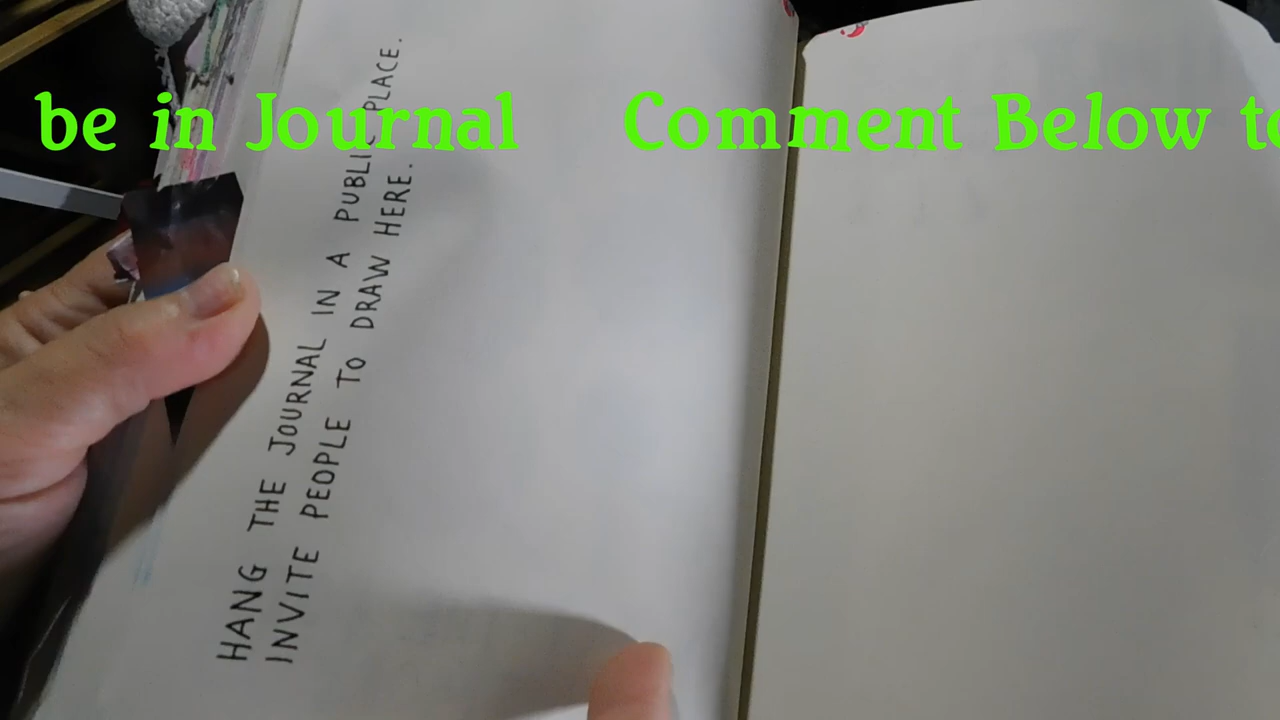 be in Journal Comment Below to
HANG THE JOURNAL IN A PUBLIC PLACE.
INVITE PEOPLE TO DRAW HERE.